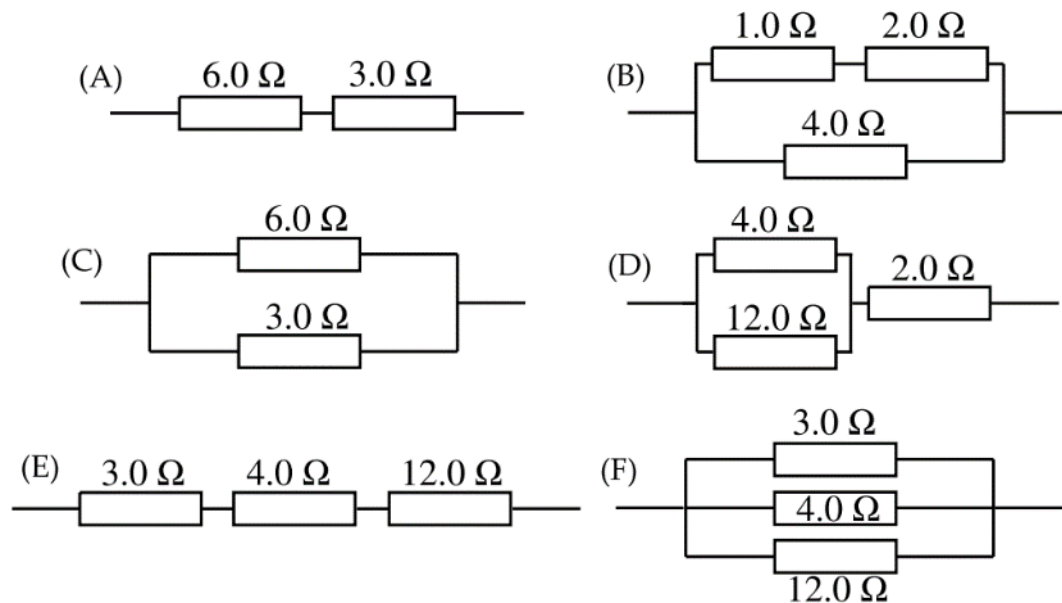 (A)
6.0 Ω 3.0 Ω
(B)
1.0 Ω 2.0 Ω
4.0 Ω
(C)
6.0 Ω
3.0 Ω
(D)
4.0 Ω
12.0 Ω
2.0 Ω
(E)
3.0 Ω 4.0 Ω 12.0 Ω
(F)
3.0 Ω
4.0 Ω
12.0 Ω